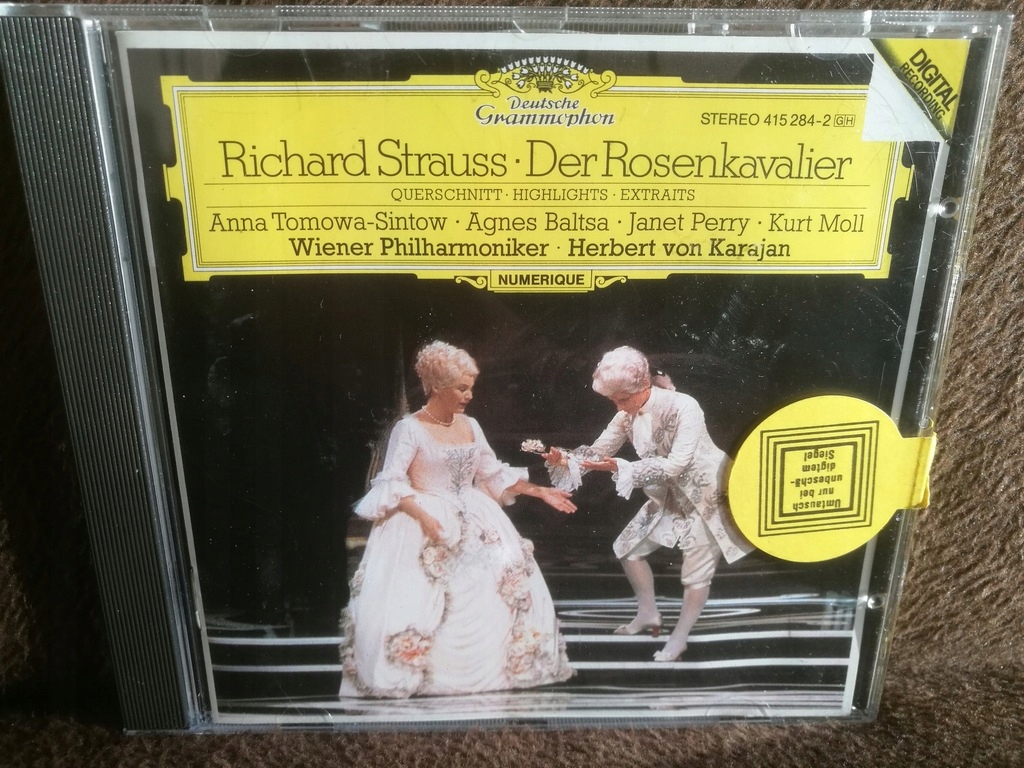 Deutsche
Grammophon
DIGITAL
RECORDING
STEREO 415 284-2 GH
Richard Strauss · Der Rosenkavalier
QUERSCHNITT · HIGHLIGHTS · EXTRAITS
Anna Tomowa-Sintow · Agnes Baltsa · Janet Perry · Kurt Moll
Wiener Philharmoniker · Herbert von Karajan
NUMERIQUE
Umtausch
nur bei
unbeschä-
digtem
Siegel